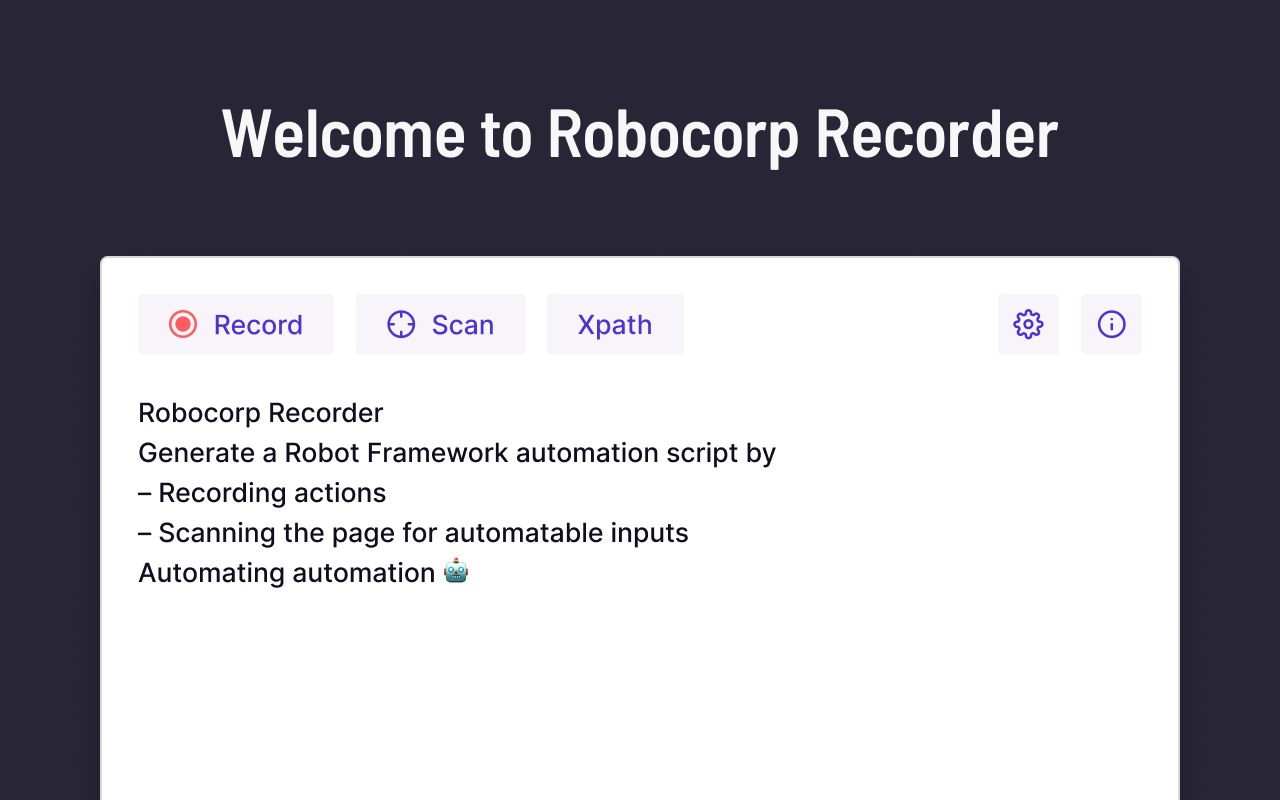 Welcome to Robocorp Recorder
Record Scan Xpath
Robocorp Recorder
Generate a Robot Framework automation script by
– Recording actions
– Scanning the page for automatable inputs
Automating automation 🤖